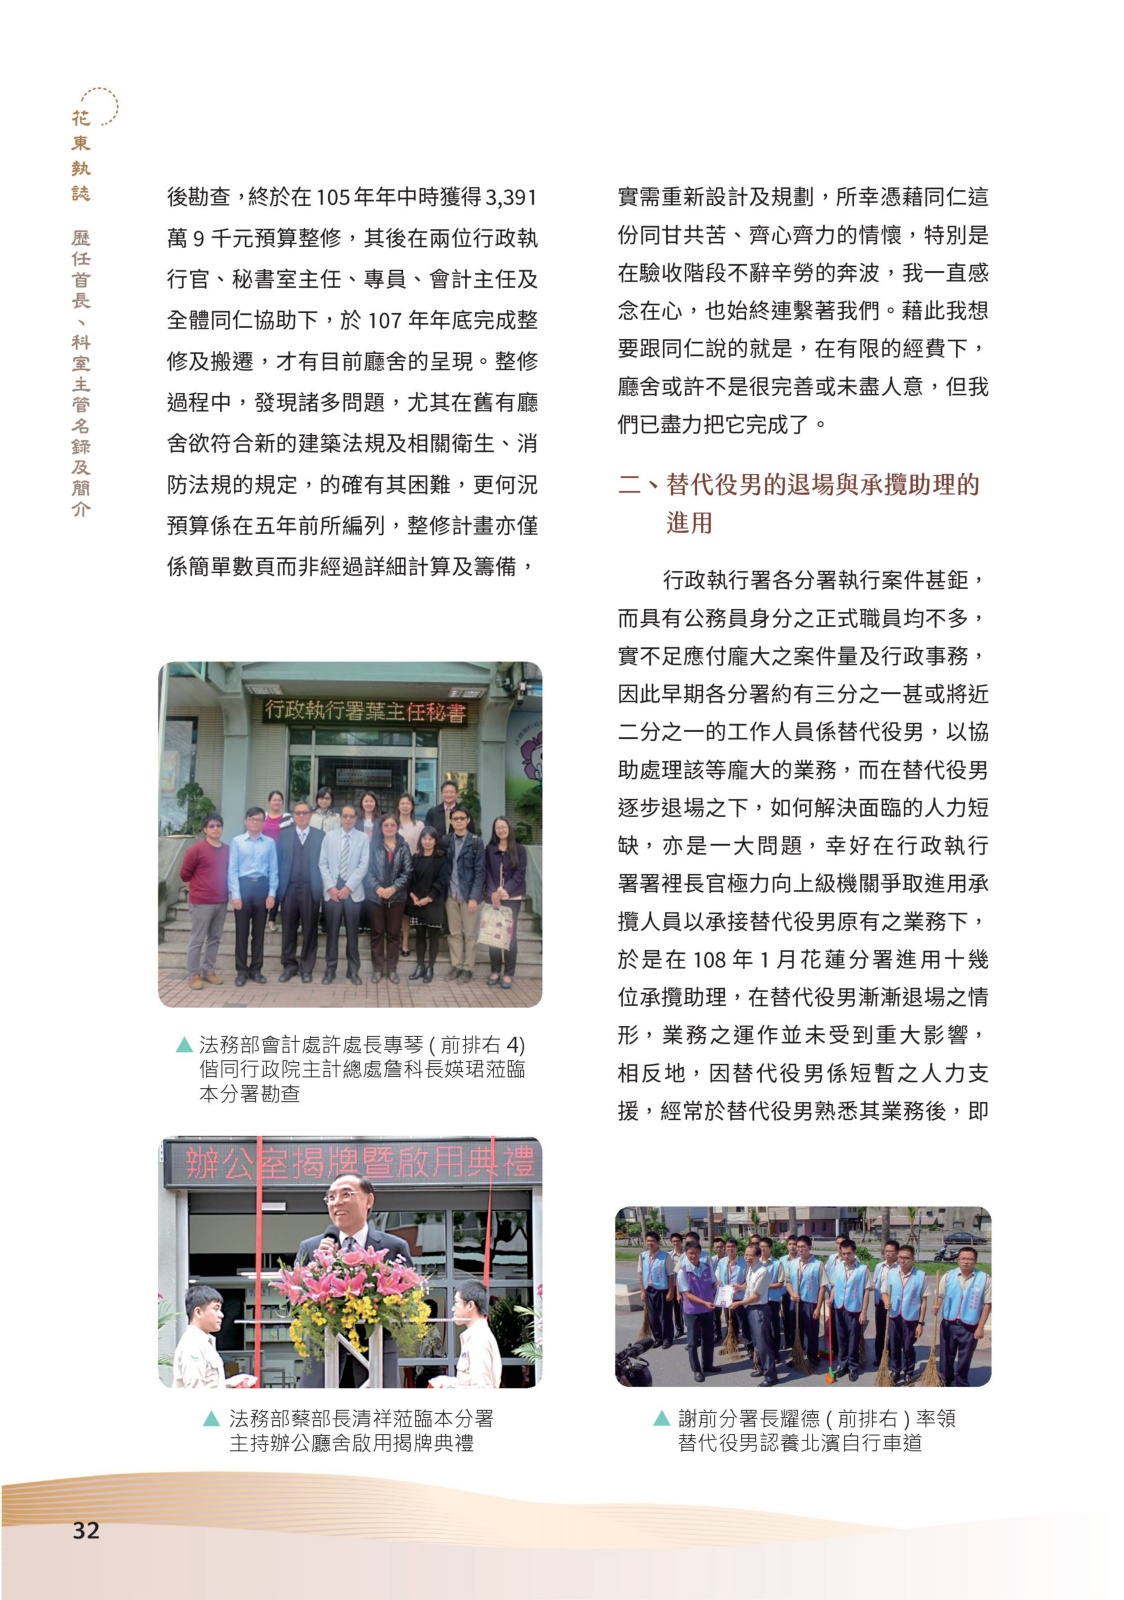 花東執誌 歷任首長、科室主管名錄及簡介
後勘查，終於在 105 年年中時獲得 3,391
萬 9 千元預算整修，其後在兩位行政執
行官、秘書室主任、專員、會計主任及
全體同仁協助下，於 107 年年底完成整
修及搬遷，才有目前廳舍的呈現。整修
過程中，發現諸多問題，尤其在舊有廳
舍欲符合新的建築法規及相關衛生、消
防法規的規定，的確有其困難，更何況
預算係在五年前所編列，整修計畫亦僅
係簡單數頁而非經過詳細計算及籌備，
行政執行署葉主任秘書
▲ 法務部會計處許處長專琴 ( 前排右 4)
偕同行政院主計總處詹科長媖珺蒞臨
本分署勘查
辦公室揭牌暨啟用典禮
▲ 法務部蔡部長清祥蒞臨本分署
主持辦公廳舍啟用揭牌典禮
實需重新設計及規劃，所幸憑藉同仁這
份同甘共苦、齊心齊力的情懷，特別是
在驗收階段不辭辛勞的奔波，我一直感
念在心，也始終連繫著我們。藉此我想
要跟同仁說的就是，在有限的經費下，
廳舍或許不是很完善或未盡人意，但我
們已盡力把它完成了。
二、替代役男的退場與承攬助理的
進用
行政執行署各分署執行案件甚鉅，
而具有公務員身分之正式職員均不多，
實不足應付龐大之案件量及行政事務，
因此早期各分署約有三分之一甚或將近
二分之一的工作人員係替代役男，以協
助處理該等龐大的業務，而在替代役男
逐步退場之下，如何解決面臨的人力短
缺，亦是一大問題，幸好在行政執行
署署裡長官極力向上級機關爭取進用承
攬人員以承接替代役男原有之業務下，
於是在 108 年 1 月花蓮分署進用十幾
位承攬助理，在替代役男漸漸退場之情
形，業務之運作並未受到重大影響，
相反地，因替代役男係短暫之人力支
援，經常於替代役男熟悉其業務後，即
▲ 謝前分署長耀德 ( 前排右 ) 率領
替代役男認養北濱自行車道
32